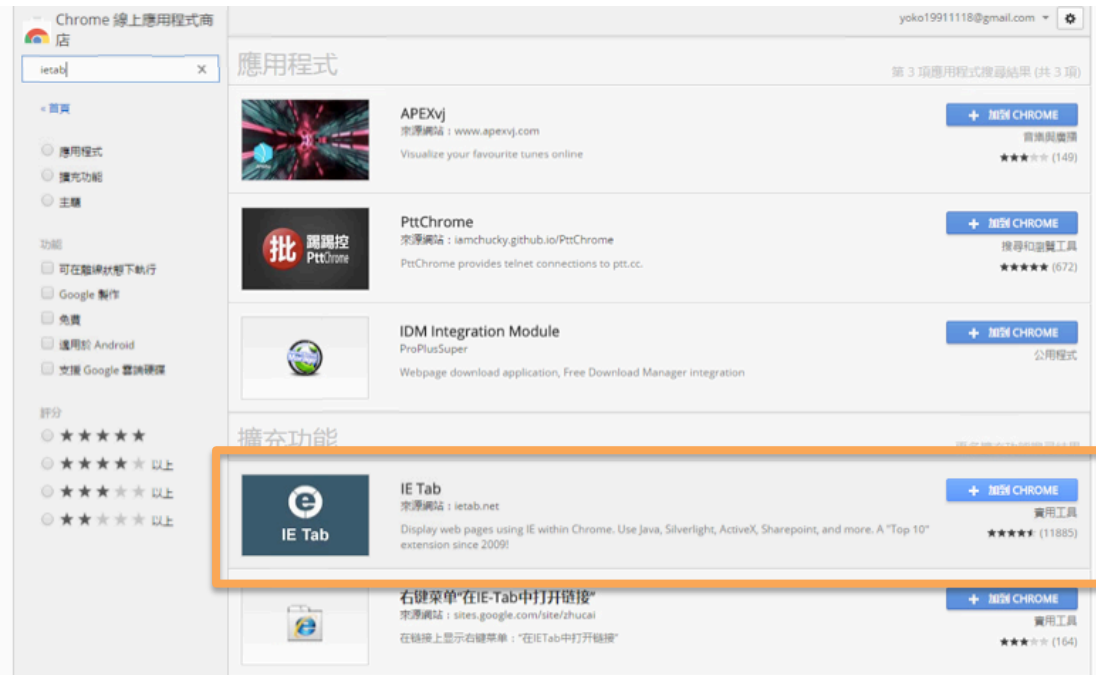 Chrome 線上應用程式商
店
yoko19911118@gmail.com
ietab
×
«首頁
應用程式
擴充功能
主題
功能
可在離線狀態下執行
Google 製作
免費
適用於 Android
支援 Google 雲端硬碟
評分
★★★★★
★★★★★ 以上
★★★★★ 以上
★★★★★ 以上
應用程式
第 3 項應用程式搜尋結果 (共 3 項)
APEXvj
來源網站：www.apexvj.com
Visualize your favourite tunes online
+ 加到 CHROME
音樂與廣播
★★★★★ (149)
批 踢踢控
PttChrome
PttChrome
來源網站：iamchucky.github.io/PttChrome
PttChrome provides telnet connections to ptt.cc.
+ 加到 CHROME
搜尋和瀏覽工具
★★★★★ (672)
IDM Integration Module
ProPlusSuper
Webpage download application, Free Download Manager integration
+ 加到 CHROME
公用程式
擴充功能
更多擴充功能搜尋結果
IE Tab
IE Tab
來源網站：ietab.net
Display web pages using IE within Chrome. Use Java, Silverlight, ActiveX, Sharepoint, and more. A "Top 10"
extension since 2009!
+ 加到 CHROME
實用工具
★★★★★ (11885)
右键菜单"在IE-Tab中打开链接"
來源網站：sites.google.com/site/zhucai
在链接上显示右键菜单："在IETab中打开链接"
+ 加到 CHROME
實用工具
★★★★★ (164)